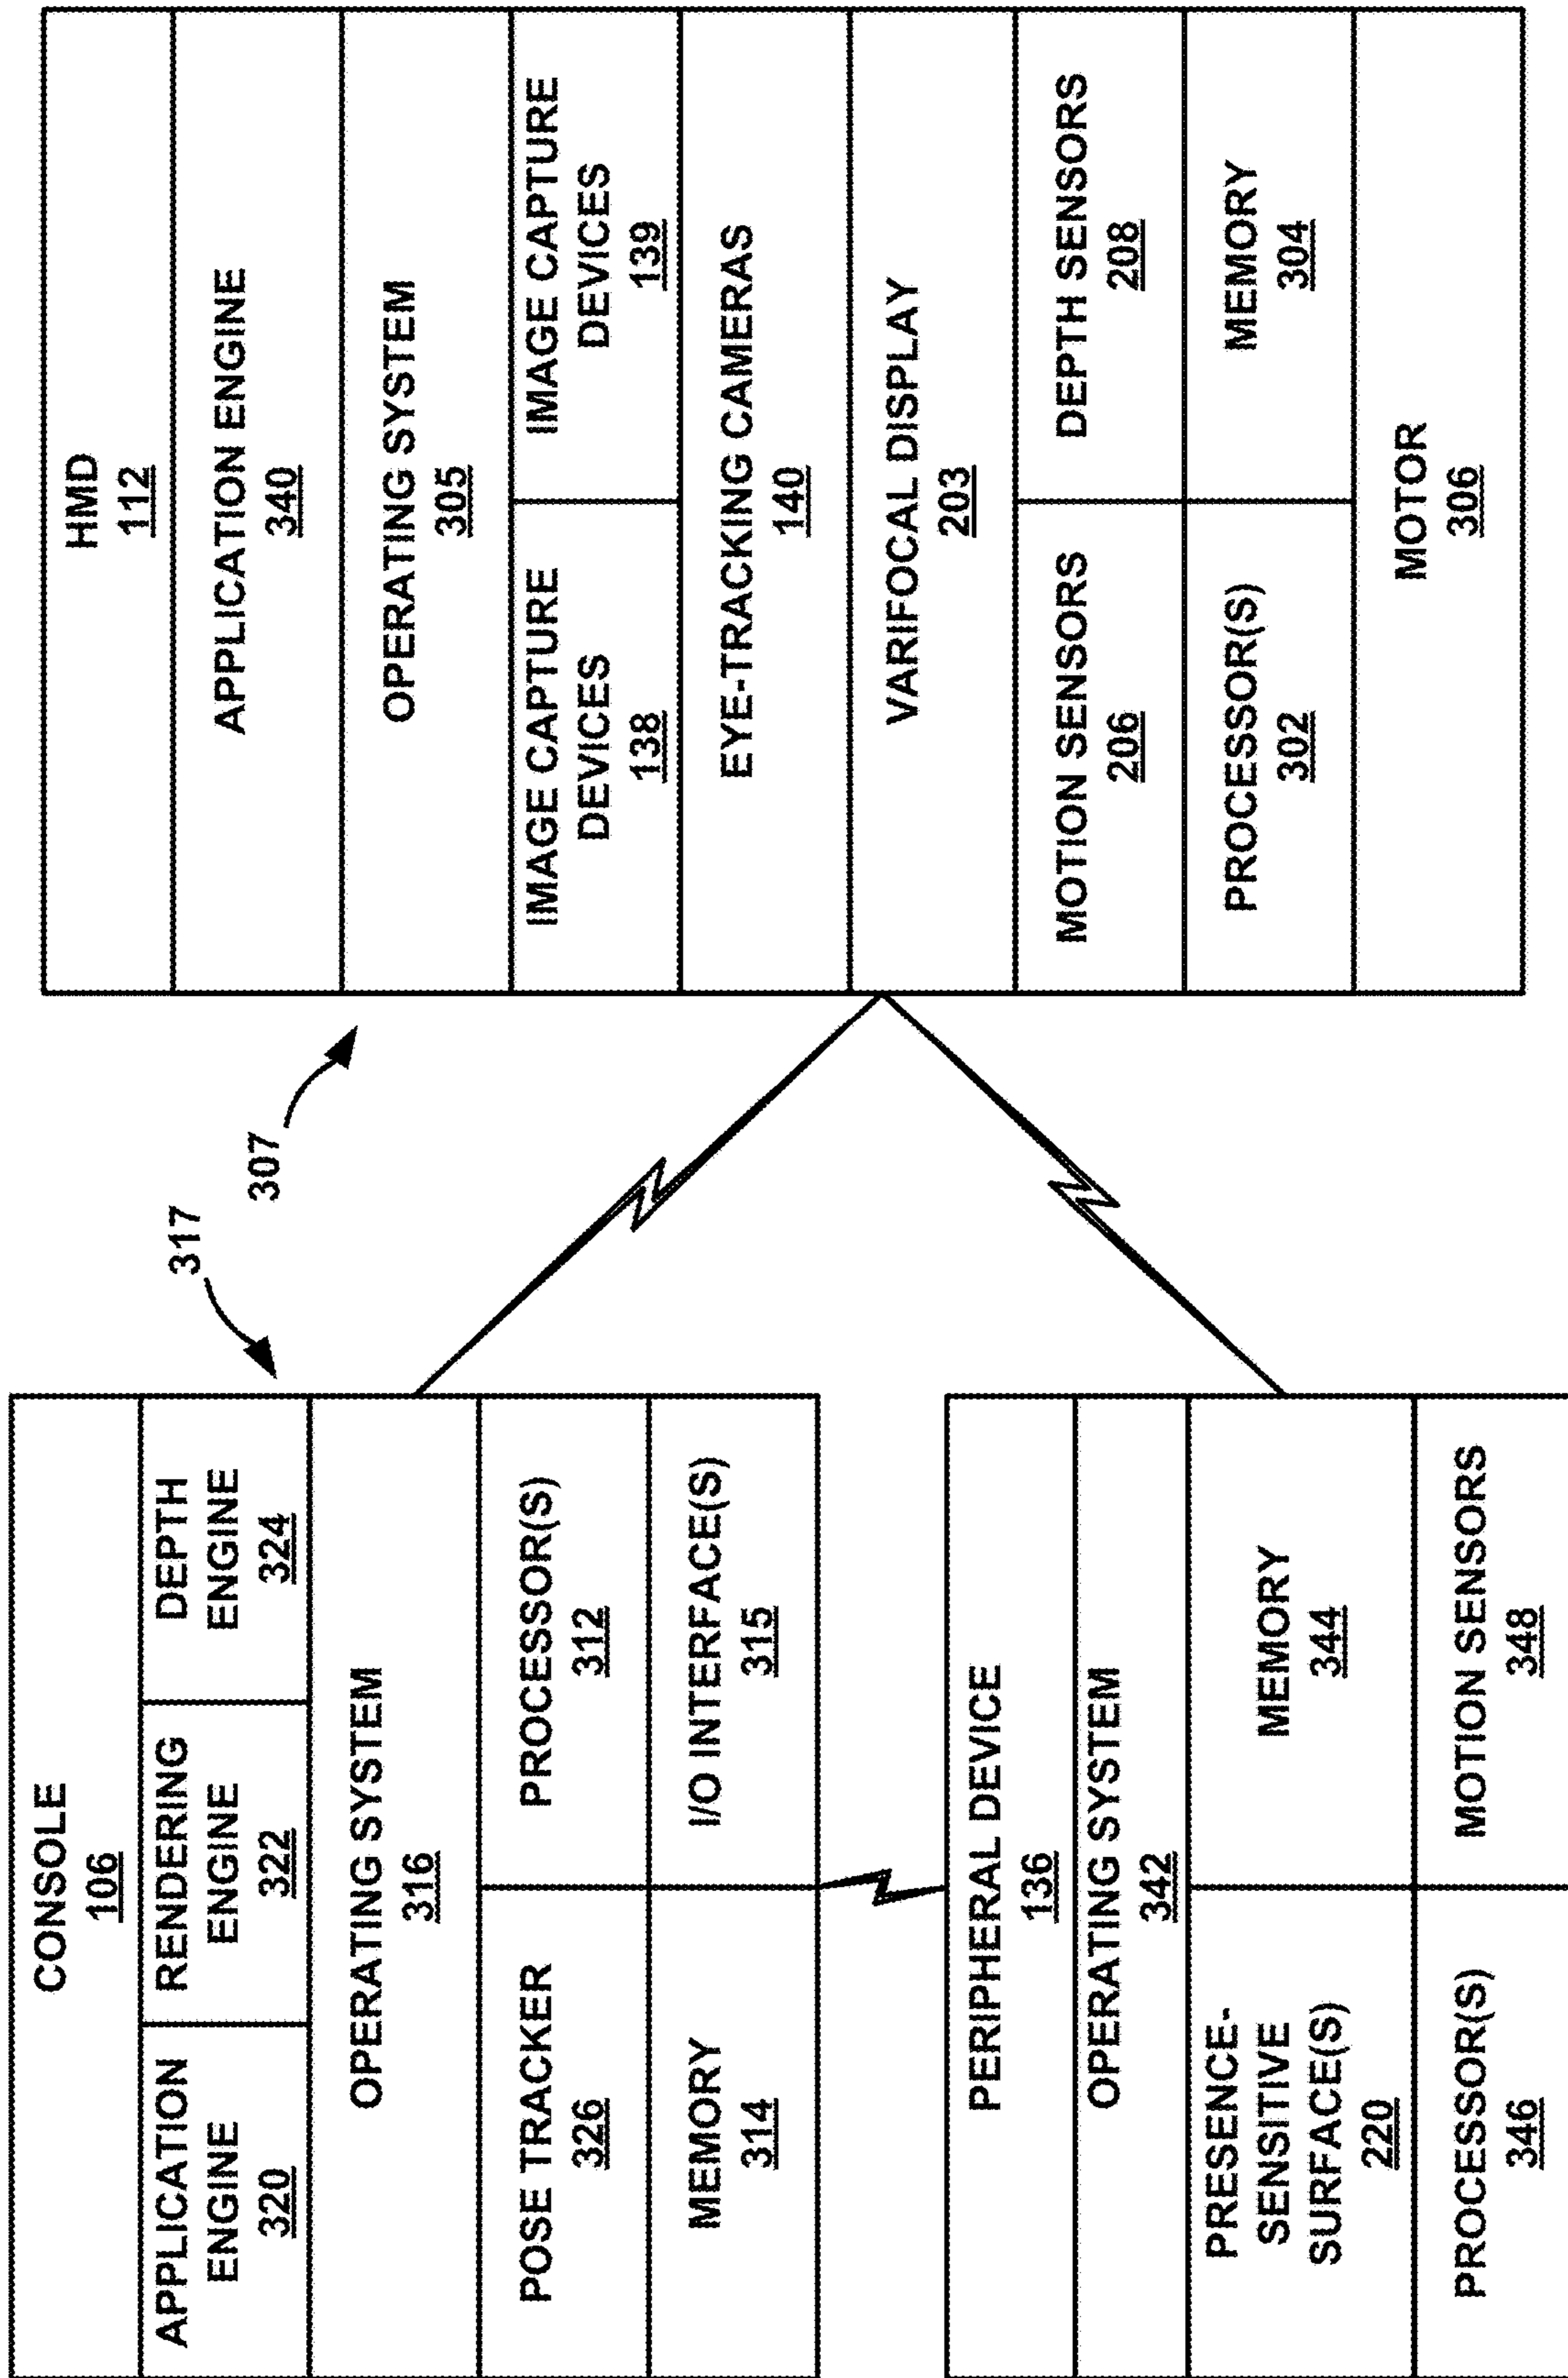 CONSOLE
106
APPLICATION
ENGINE
320
RENDERING
ENGINE
322
DEPTH
ENGINE
324
OPERATING SYSTEM
316
POSE TRACKER
326
PROCESSOR(S)
312
MEMORY
314
I/O INTERFACE(S)
315
PERIPHERAL DEVICE
136
OPERATING SYSTEM
342
PRESENCE-
SENSITIVE
SURFACE(S)
220
MEMORY
344
PROCESSOR(S)
346
MOTION SENSORS
348
317
307
HMD
112
APPLICATION ENGINE
340
OPERATING SYSTEM
305
IMAGE CAPTURE
DEVICES
138
IMAGE CAPTURE
DEVICES
139
EYE-TRACKING CAMERAS
140
VARIFOCAL DISPLAY
203
MOTION SENSORS
206
DEPTH SENSORS
208
PROCESSOR(S)
302
MEMORY
304
MOTOR
306